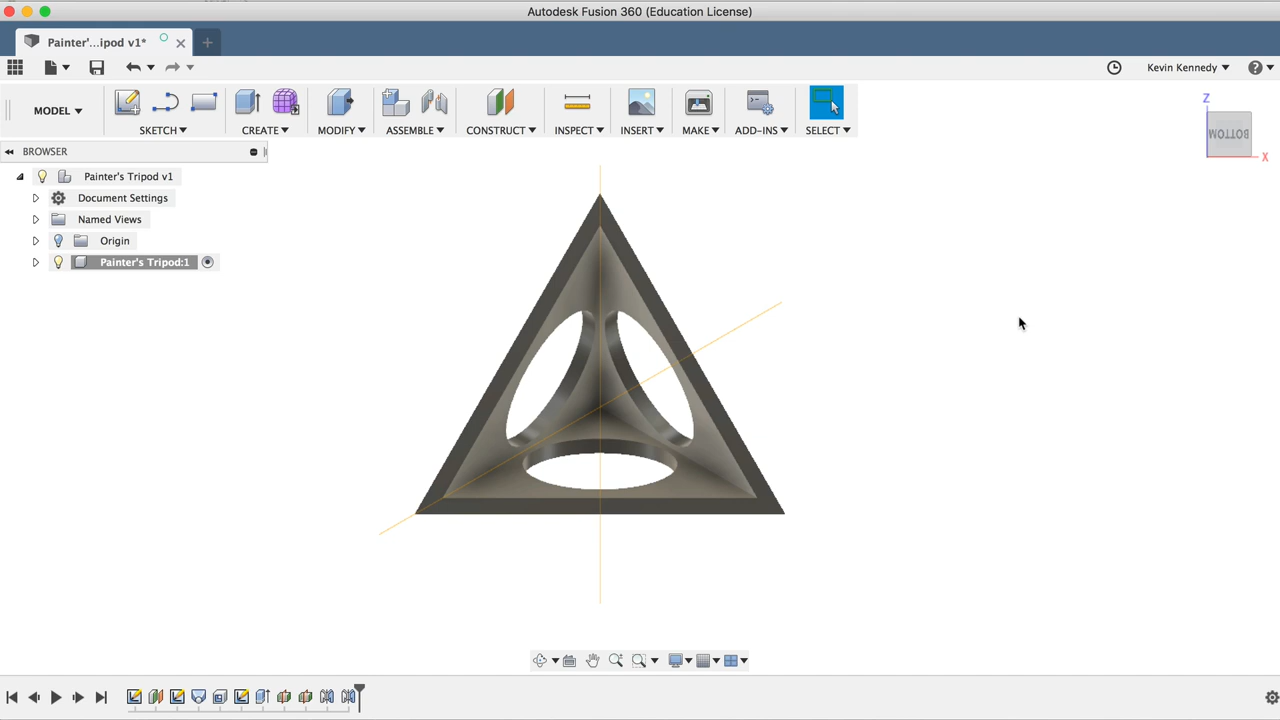 Autodesk Fusion 360 (Education License)
Painter'...ipod v1*
Kevin Kennedy
MODEL
SKETCH
CREATE
MODIFY
ASSEMBLE
CONSTRUCT
INSPECT
INSERT
MAKE
ADD-INS
SELECT
Z
BOTTOM
X
BROWSER
Painter's Tripod v1
Document Settings
Named Views
Origin
Painter's Tripod:1